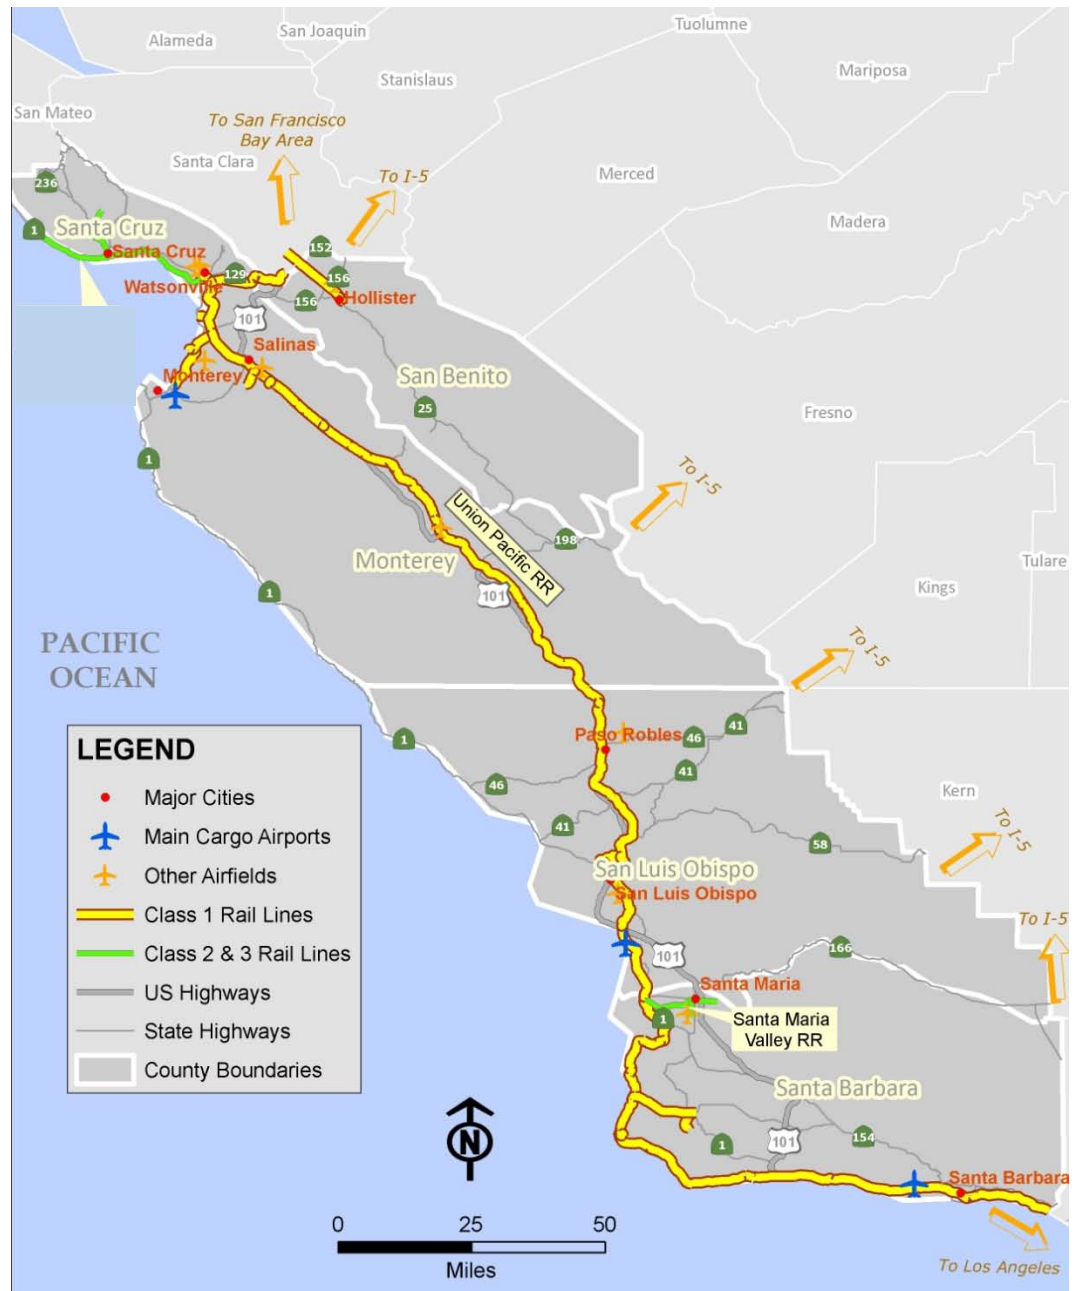 Tuolumne
San Joaquin
Alameda
Mariposa
Stanislaus
San Mateo
To San Francisco
Bay Area
Santa Clara
To I-5
Merced
236
Madera
1
Santa Cruz
152
Santa Cruz
129
156
Watsonville
156
Hollister
101
Salinas
Monterey
San Benito
25
Fresno
1
To I-5
Union Pacific RR
198
Monterey
Tulare
Kings
101
1
PACIFIC
OCEAN
To I-5
41
Paso Robles
46
1
41
46
Kern
41
To I-5
58
San Luis Obispo
San Luis Obispo
To I-5
166
101
Santa Maria
1
Santa Maria
Valley RR
Santa Barbara
101
154
1
Santa Barbara
To Los Angeles
LEGEND
Major Cities
Main Cargo Airports
Other Airfields
Class 1 Rail Lines
Class 2 & 3 Rail Lines
US Highways
State Highways
County Boundaries
N
0
25
50
Miles